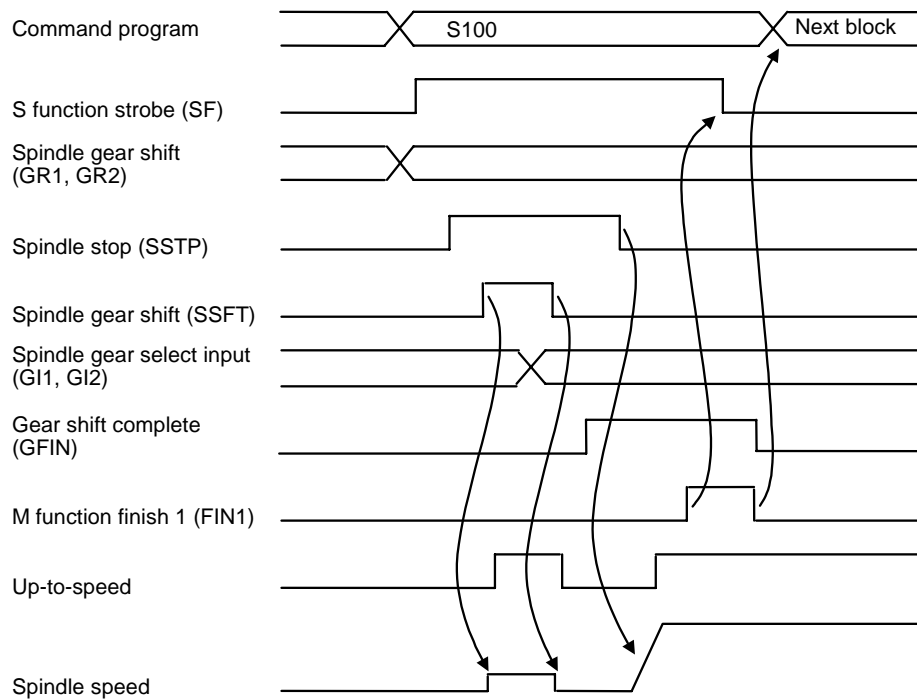 Command program
S100
Next block
S function strobe (SF)
Spindle gear shift
(GR1, GR2)
Spindle stop (SSTP)
Spindle gear shift (SSFT)
Spindle gear select input
(GI1, GI2)
Gear shift complete
(GFIN)
M function finish 1 (FIN1)
Up-to-speed
Spindle speed